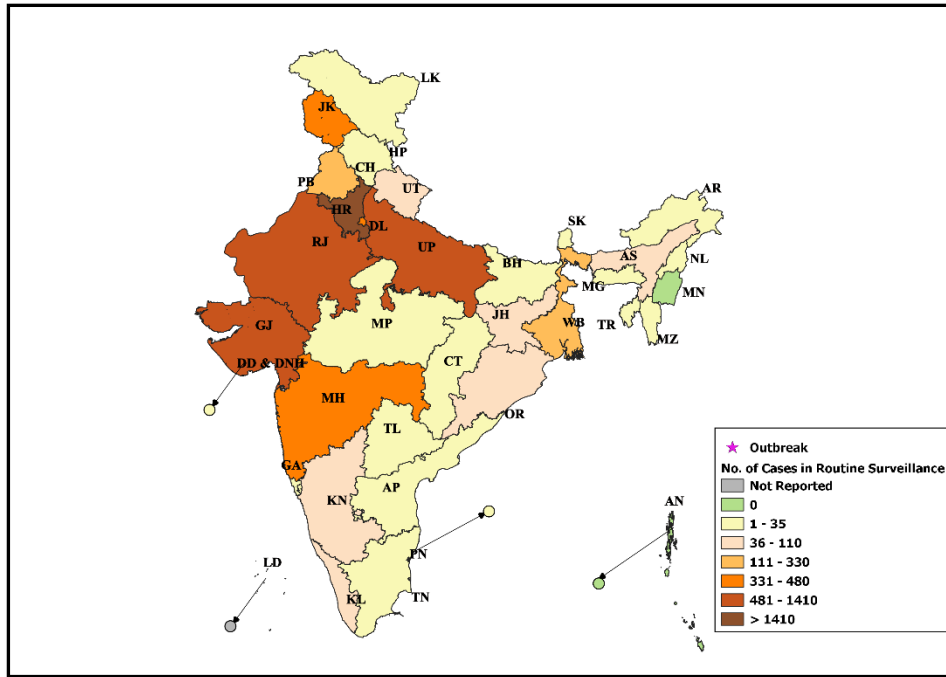 LK
JK
HP
CH
PB
UT
AR
HR
DL
SK
RJ
UP
AS
NL
BH
MG
MN
JH
GJ
MP
WB
TR
MZ
CT
DD & DNH
MH
OR
TL
GA
AP
KN
AN
PN
LD
KL
TN
Outbreak
No. of Cases in Routine Surveillance
Not Reported
0
1 - 35
36 - 110
111 - 330
331 - 480
481 - 1410
> 1410